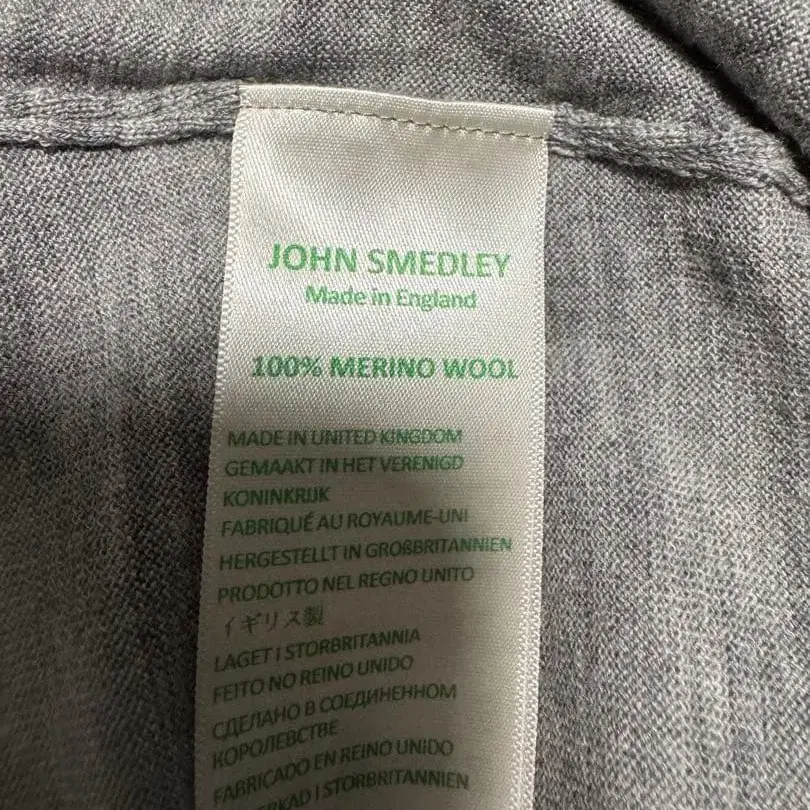 JOHN SMEDLEY
Made in England
100% MERINO WOOL
MADE IN UNITED KINGDOM
GEMAAKT IN HET VERENIGD
KONINKRIJK
FABRIQUÉ AU ROYAUME-UNI
HERGESTELLT IN GROßBRITANNIEN
PRODOTTO NEL REGNO UNITO
イギリス製
LAGET I STORBRITANNIA
FEITO NO REINO UNIDO
СДЕЛАНО В СОЕДИНЕННОМ
КОРОЛЕВСТВЕ
FABRICADO EN REINO UNIDO
I STORBRITANNIEN